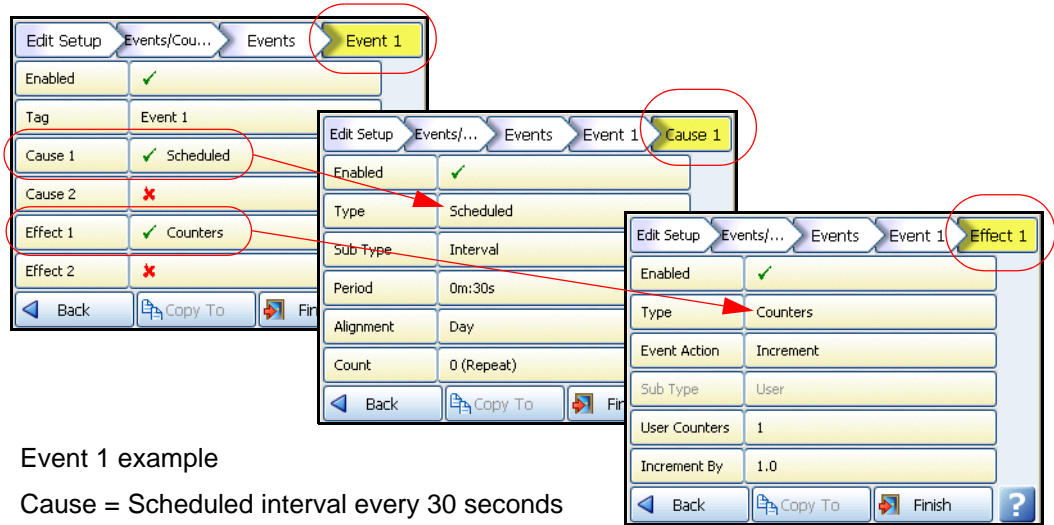 Edit Setup Events/Cou... Events Event 1
Enabled
Tag Event 1
Cause 1 Scheduled
Cause 2
Effect 1 Counters
Effect 2
Back Copy To Fin
Edit Setup Events/... Events Event 1 Cause 1
Enabled
Type Scheduled
Sub Type Interval
Period 0m:30s
Alignment Day
Count 0 (Repeat)
Back Copy To Fin
Edit Setup Events/... Events Event 1 Effect 1
Enabled
Type Counters
Event Action Increment
Sub Type User
User Counters 1
Increment By 1.0
Back Copy To Finish ?
Event 1 example
Cause = Scheduled interval every 30 seconds